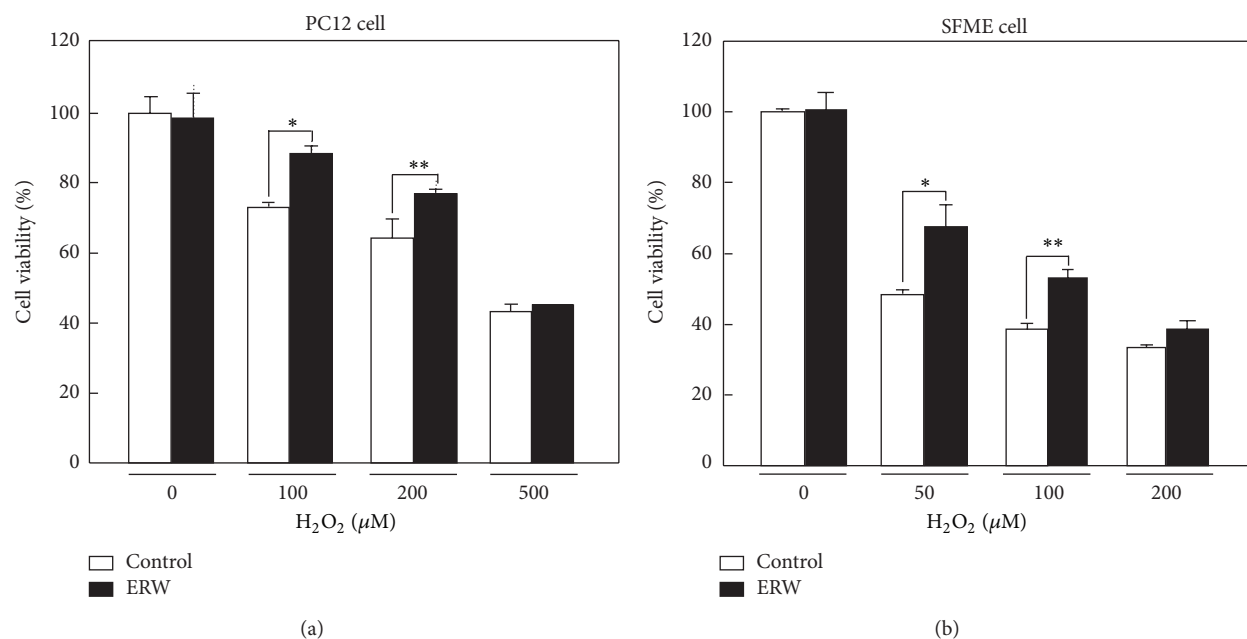 PC12 cell
120
100
80
60
40
20
0
Cell viability (%)
*
**
0 100 200 500
H₂O₂ (μM)
Control
ERW
(a)
SFME cell
120
100
80
60
40
20
0
Cell viability (%)
*
**
0 50 100 200
H₂O₂ (μM)
Control
ERW
(b)